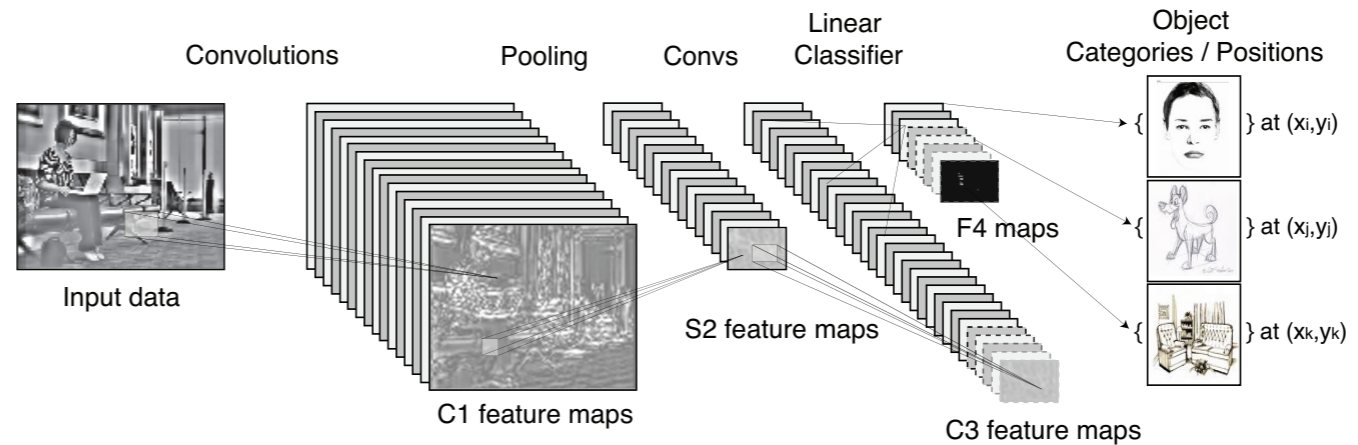 Convolutions
Pooling
Convs
Linear
Classifier
Object
Categories / Positions
{ } at (xi,yi)
{ } at (xj,yj)
{ } at (xk,yk)
Input data
C1 feature maps
S2 feature maps
F4 maps
C3 feature maps